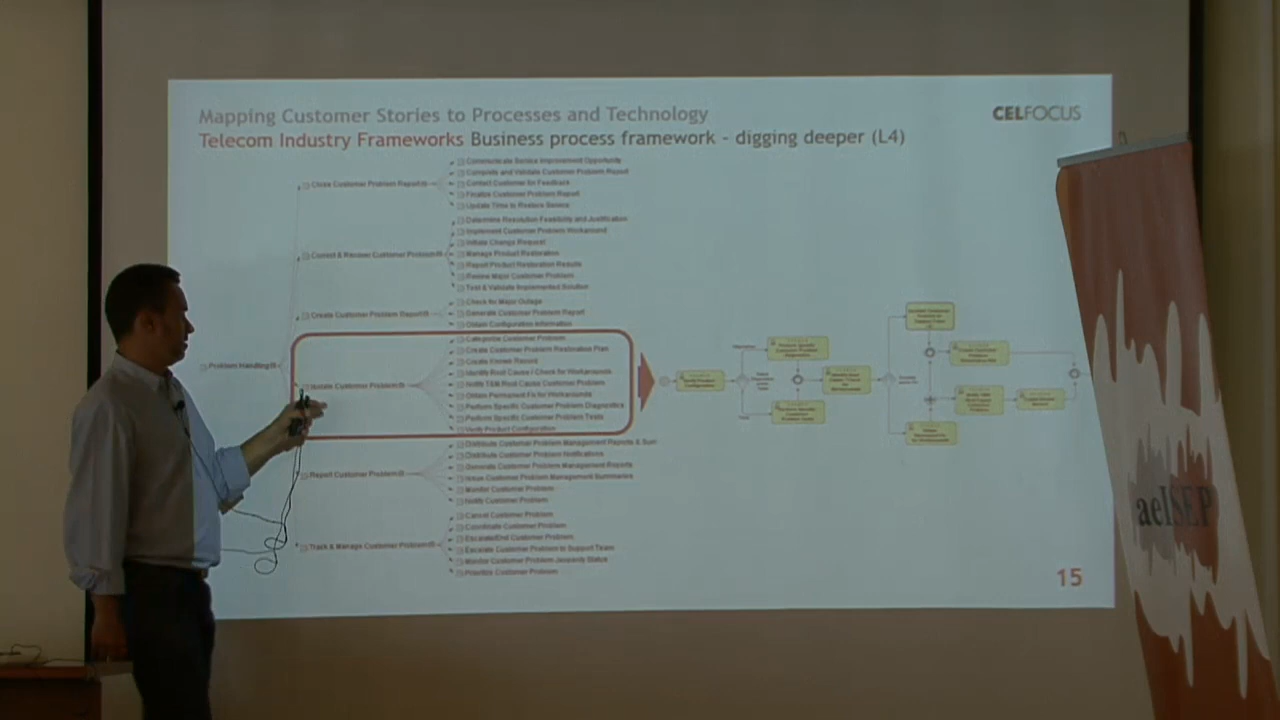 Mapping Customer Stories to Processes and Technology
CELFOCUS
Telecom Industry Frameworks Business process framework - digging deeper (L4)
Communicate Service Improvement Opportunity
Complete and Validate Customer Problem Report
Close Customer Problem Report
Contact Customer for Feedback
Finalize Customer Problem Report
Update Time to Restore Service
Determine Resolution Feasibility and Justification
Implement Customer Problem Workaround
Initiate Change Request
Correct & Recover Customer Problem
Manage Product Restoration
Report Product Restoration Results
Review Major Customer Problem
Test & Validate Implemented Solution
Check for Major Outage
Create Customer Problem Report
Generate Customer Problem Report
Obtain Configuration Information
Categorize Customer Problem
Create Customer Problem Restoration Plan
Create Known Record
Problem Handling
Identify Root Cause / Check for Workarounds
Isolate Customer Problem
Notify T&M Root Cause Customer Problem
Obtain Permanent Fix for Workarounds
Perform Specific Customer Problem Diagnostics
Perform Specific Customer Problem Tests
Verify Product Configuration
Distribute Customer Problem Management Reports & Sum
Distribute Customer Problem Notifications
Generate Customer Problem Management Reports
Report Customer Problem
Issue Customer Problem Management Summaries
Monitor Customer Problem
Notify Customer Problem
Cancel Customer Problem
Coordinate Customer Problem
Escalate/End Customer Problem
Track & Manage Customer Problem
Escalate Customer Problem to Support Team
Monitor Customer Problem Jeopardy Status
Prioritize Customer Problem
15
aeISEP